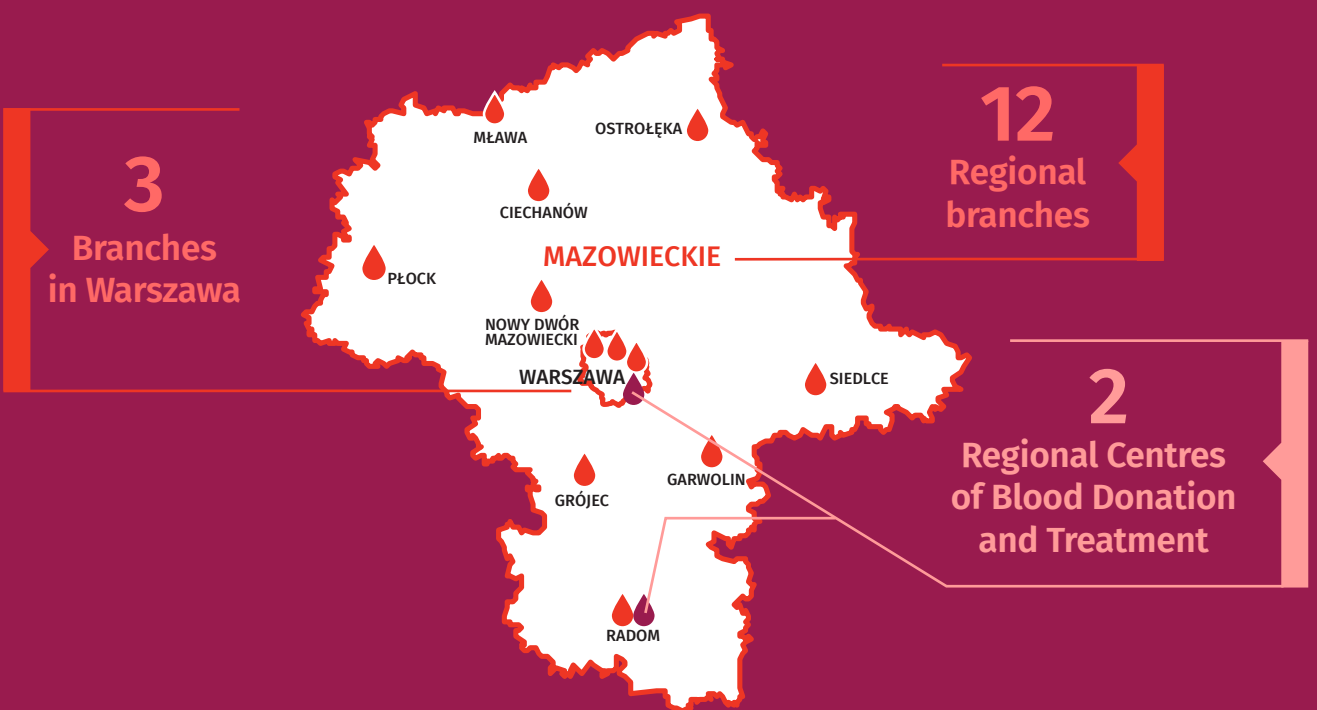 3
Branches
in Warszawa
MŁAWA
OSTROŁĘKA
CIECHANÓW
MAZOWIECKIE
PŁOCK
NOWY DWÓR
MAZOWIECKI
WARSZAWA
SIEDLCE
GARWOLIN
GRÓJEC
RADOM
12
Regional
branches
2
Regional Centres
of Blood Donation
and Treatment